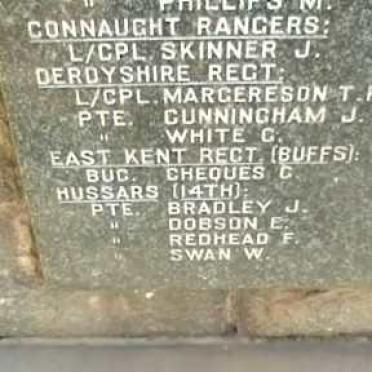 " PHILLIPS M.
CONNAUGHT RANGERS:
L/CPL. SKINNER J.
DERBYSHIRE REGT:
L/CPL. MARGERESON T.
PTE. CUNNINGHAM J.
" WHITE G.
EAST KENT REGT. (BUFFS):
BUG. CHEQUES G.
HUSSARS (14TH):
PTE. BRADLEY J.
" DOBSON E.
" REDHEAD F.
" SWAN W.